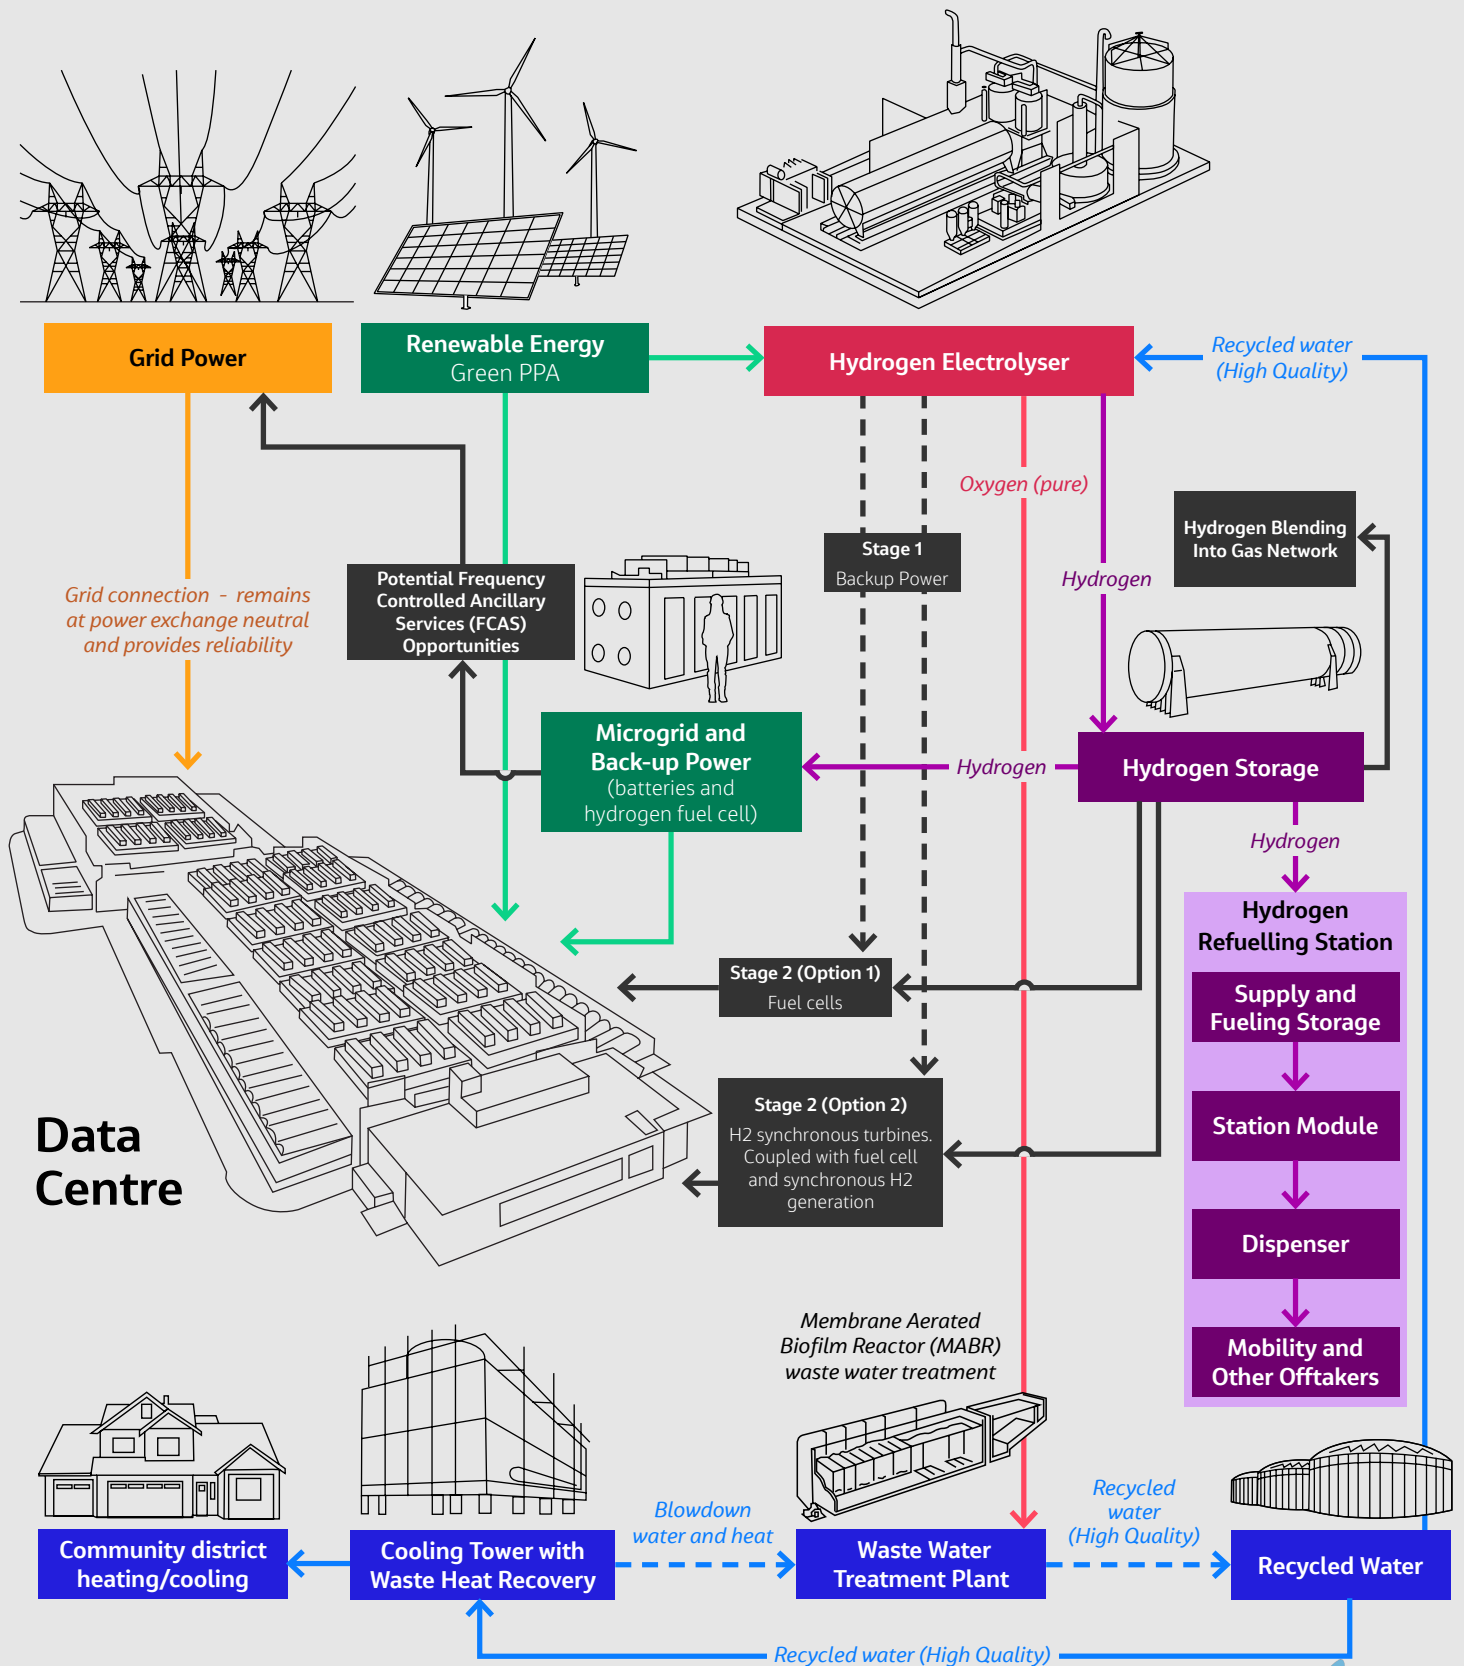 Grid Power
Renewable Energy
Green PPA
Hydrogen Electrolyser
Recycled water
(High Quality)
Oxygen (pure)
Hydrogen Blending
Into Gas Network
Stage 1
Backup Power
Hydrogen
Potential Frequency
Controlled Ancillary
Services (FCAS)
Opportunities
Grid connection - remains
at power exchange neutral
and provides reliability
Microgrid and
Back-up Power
(batteries and
hydrogen fuel cell)
Hydrogen
Hydrogen Storage
Hydrogen
Hydrogen
Refuelling Station
Supply and
Fueling Storage
Station Module
Dispenser
Mobility and
Other Offtakers
Stage 2 (Option 1)
Fuel cells
Stage 2 (Option 2)
H2 synchronous turbines.
Coupled with fuel cell
and synchronous H2
generation
Data
Centre
Membrane Aerated
Biofilm Reactor (MABR)
waste water treatment
Community district
heating/cooling
Cooling Tower with
Waste Heat Recovery
Blowdown
water and heat
Waste Water
Treatment Plant
Recycled
water
(High Quality)
Recycled Water
Recycled water (High Quality)